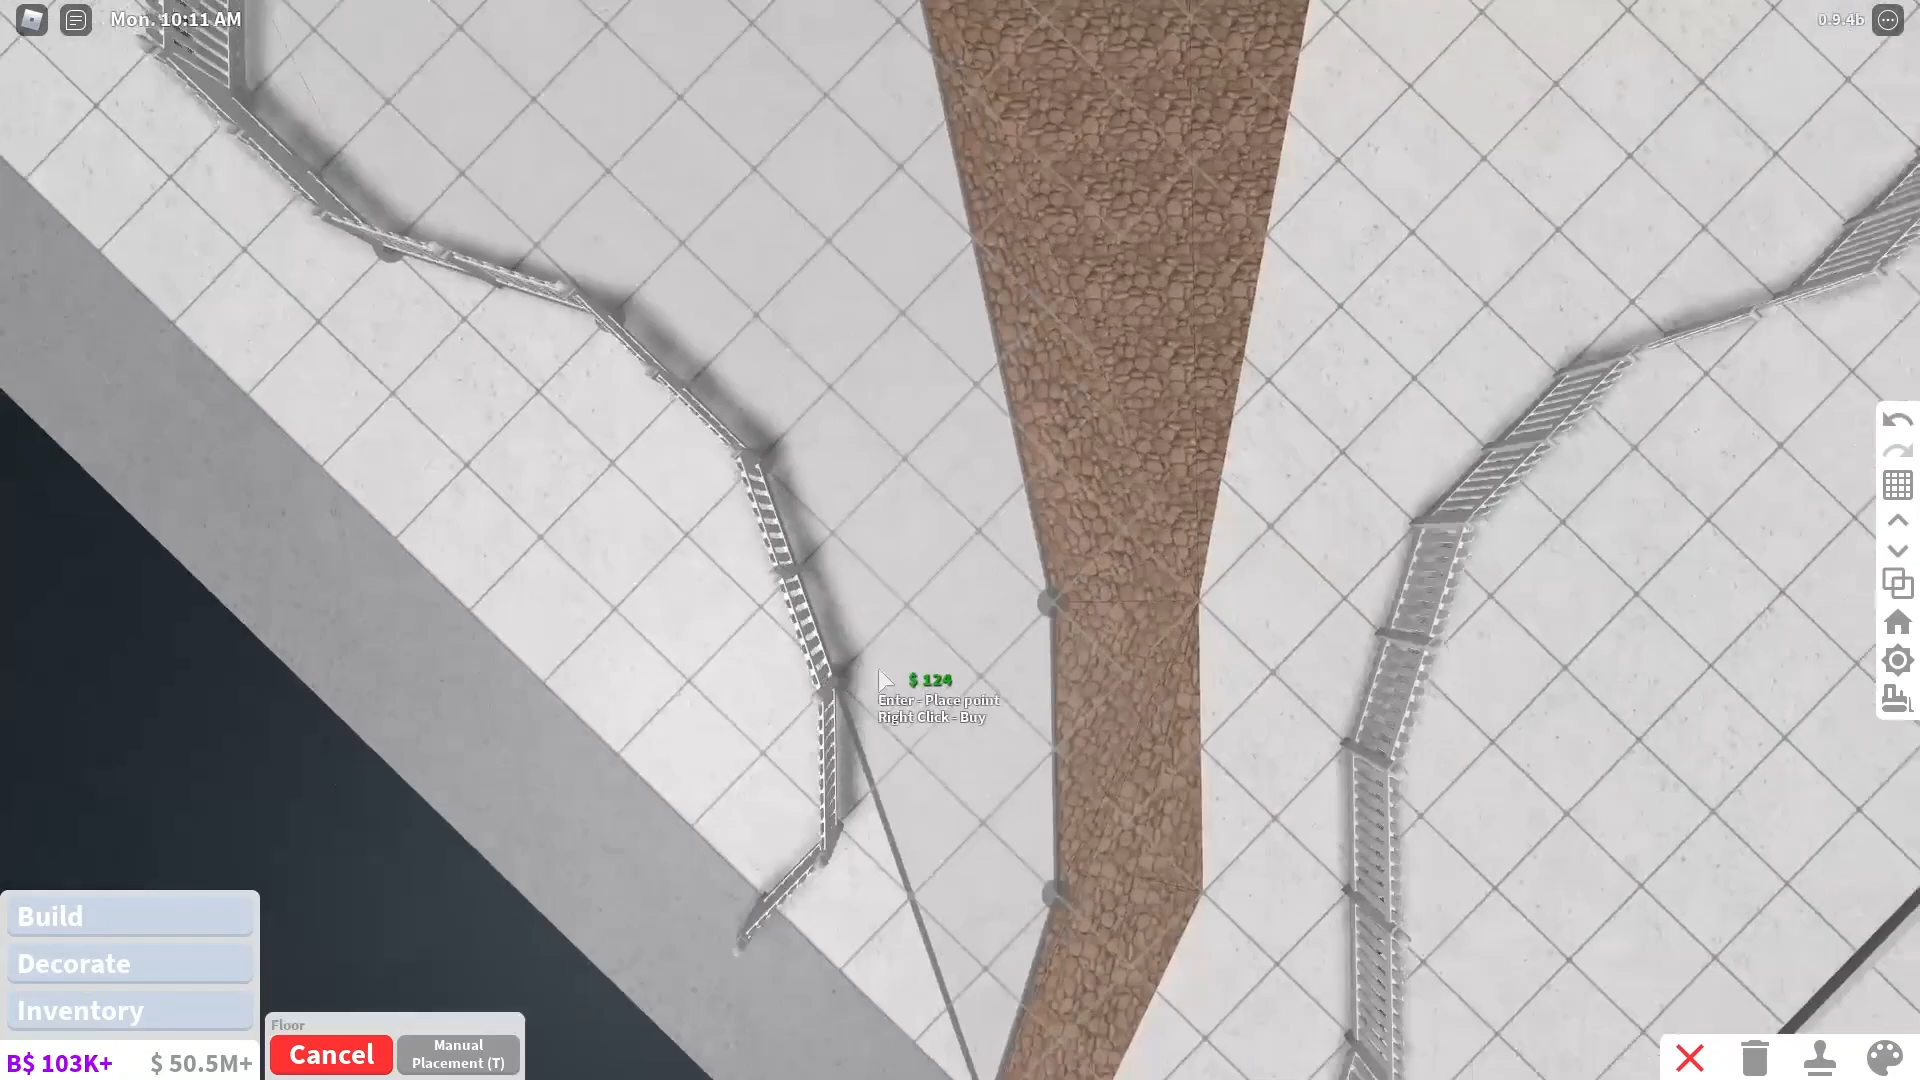 Mon. 10:11 AM
0.9.4b
$ 124
Enter - Place point
Right Click - Buy
Build
Decorate
Inventory
B$ 103K+
$ 50.5M+
Floor
Cancel
Manual
Placement (T)